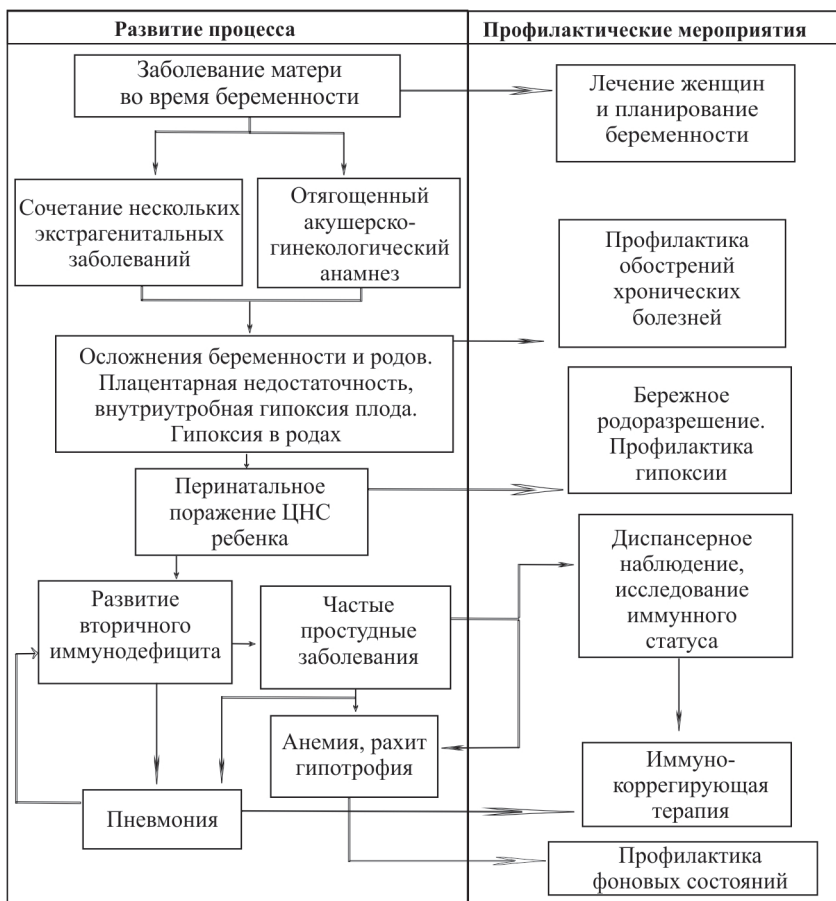 Развитие процесса
Профилактические мероприятия
Заболевание матери
во время беременности
Лечение женщин
и планирование
беременности
Сочетание нескольких
экстрагенитальных
заболеваний
Отягощенный
акушерско-
гинекологический
анамнез
Профилактика
обострений
хронических
болезней
Осложнения беременности и родов.
Плацентарная недостаточность,
внутриутробная гипоксия плода.
Гипоксия в родах
Бережное
родоразрешение.
Профилактика
гипоксии
Перинатальное
поражение ЦНС
ребенка
Диспансерное
наблюдение,
исследование
иммунного
статуса
Развитие
вторичного
иммунодефицита
Частые
простудные
заболевания
Анемия, рахит
гипотрофия
Иммуно-
коррегирующая
терапия
Пневмония
Профилактика
фоновых состояний